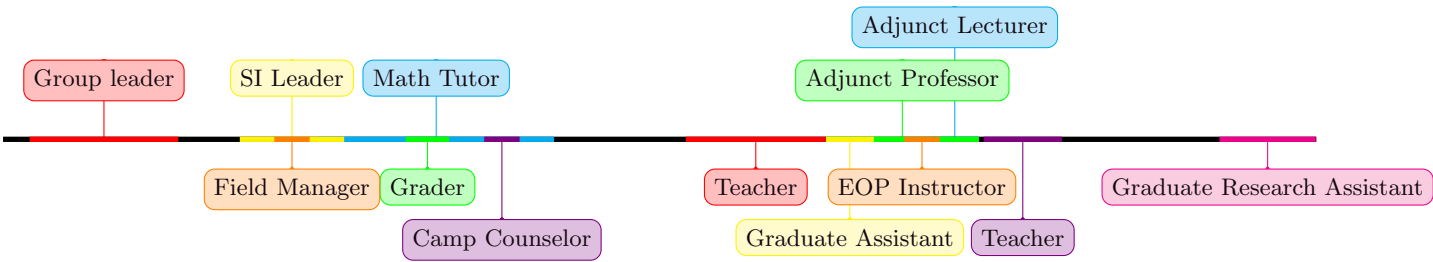 Adjunct Lecturer
Group leader
SI Leader
Math Tutor
Adjunct Professor
Field Manager
Grader
Teacher
EOP Instructor
Graduate Research Assistant
Camp Counselor
Graduate Assistant
Teacher